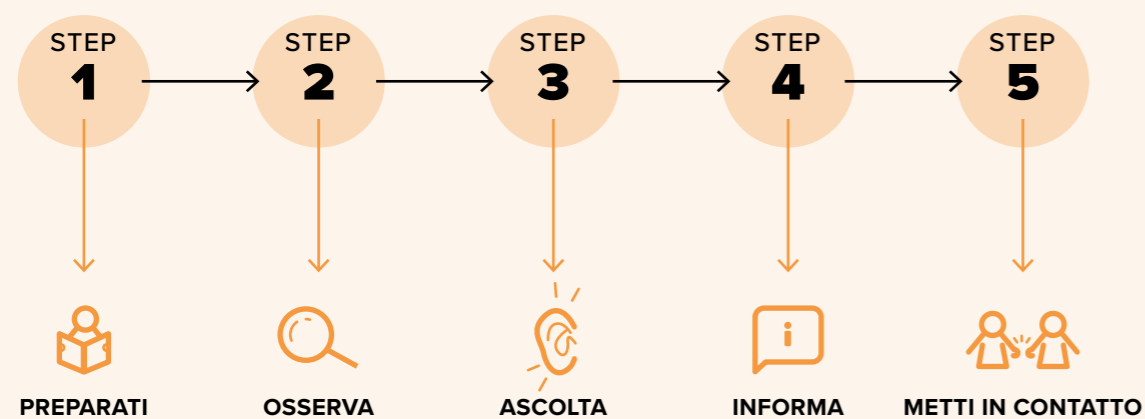 STEP
1
STEP
2
STEP
3
STEP
4
STEP
5
PREPARATI
OSSERVA
ASCOLTA
i
INFORMA
METTI IN CONTATTO